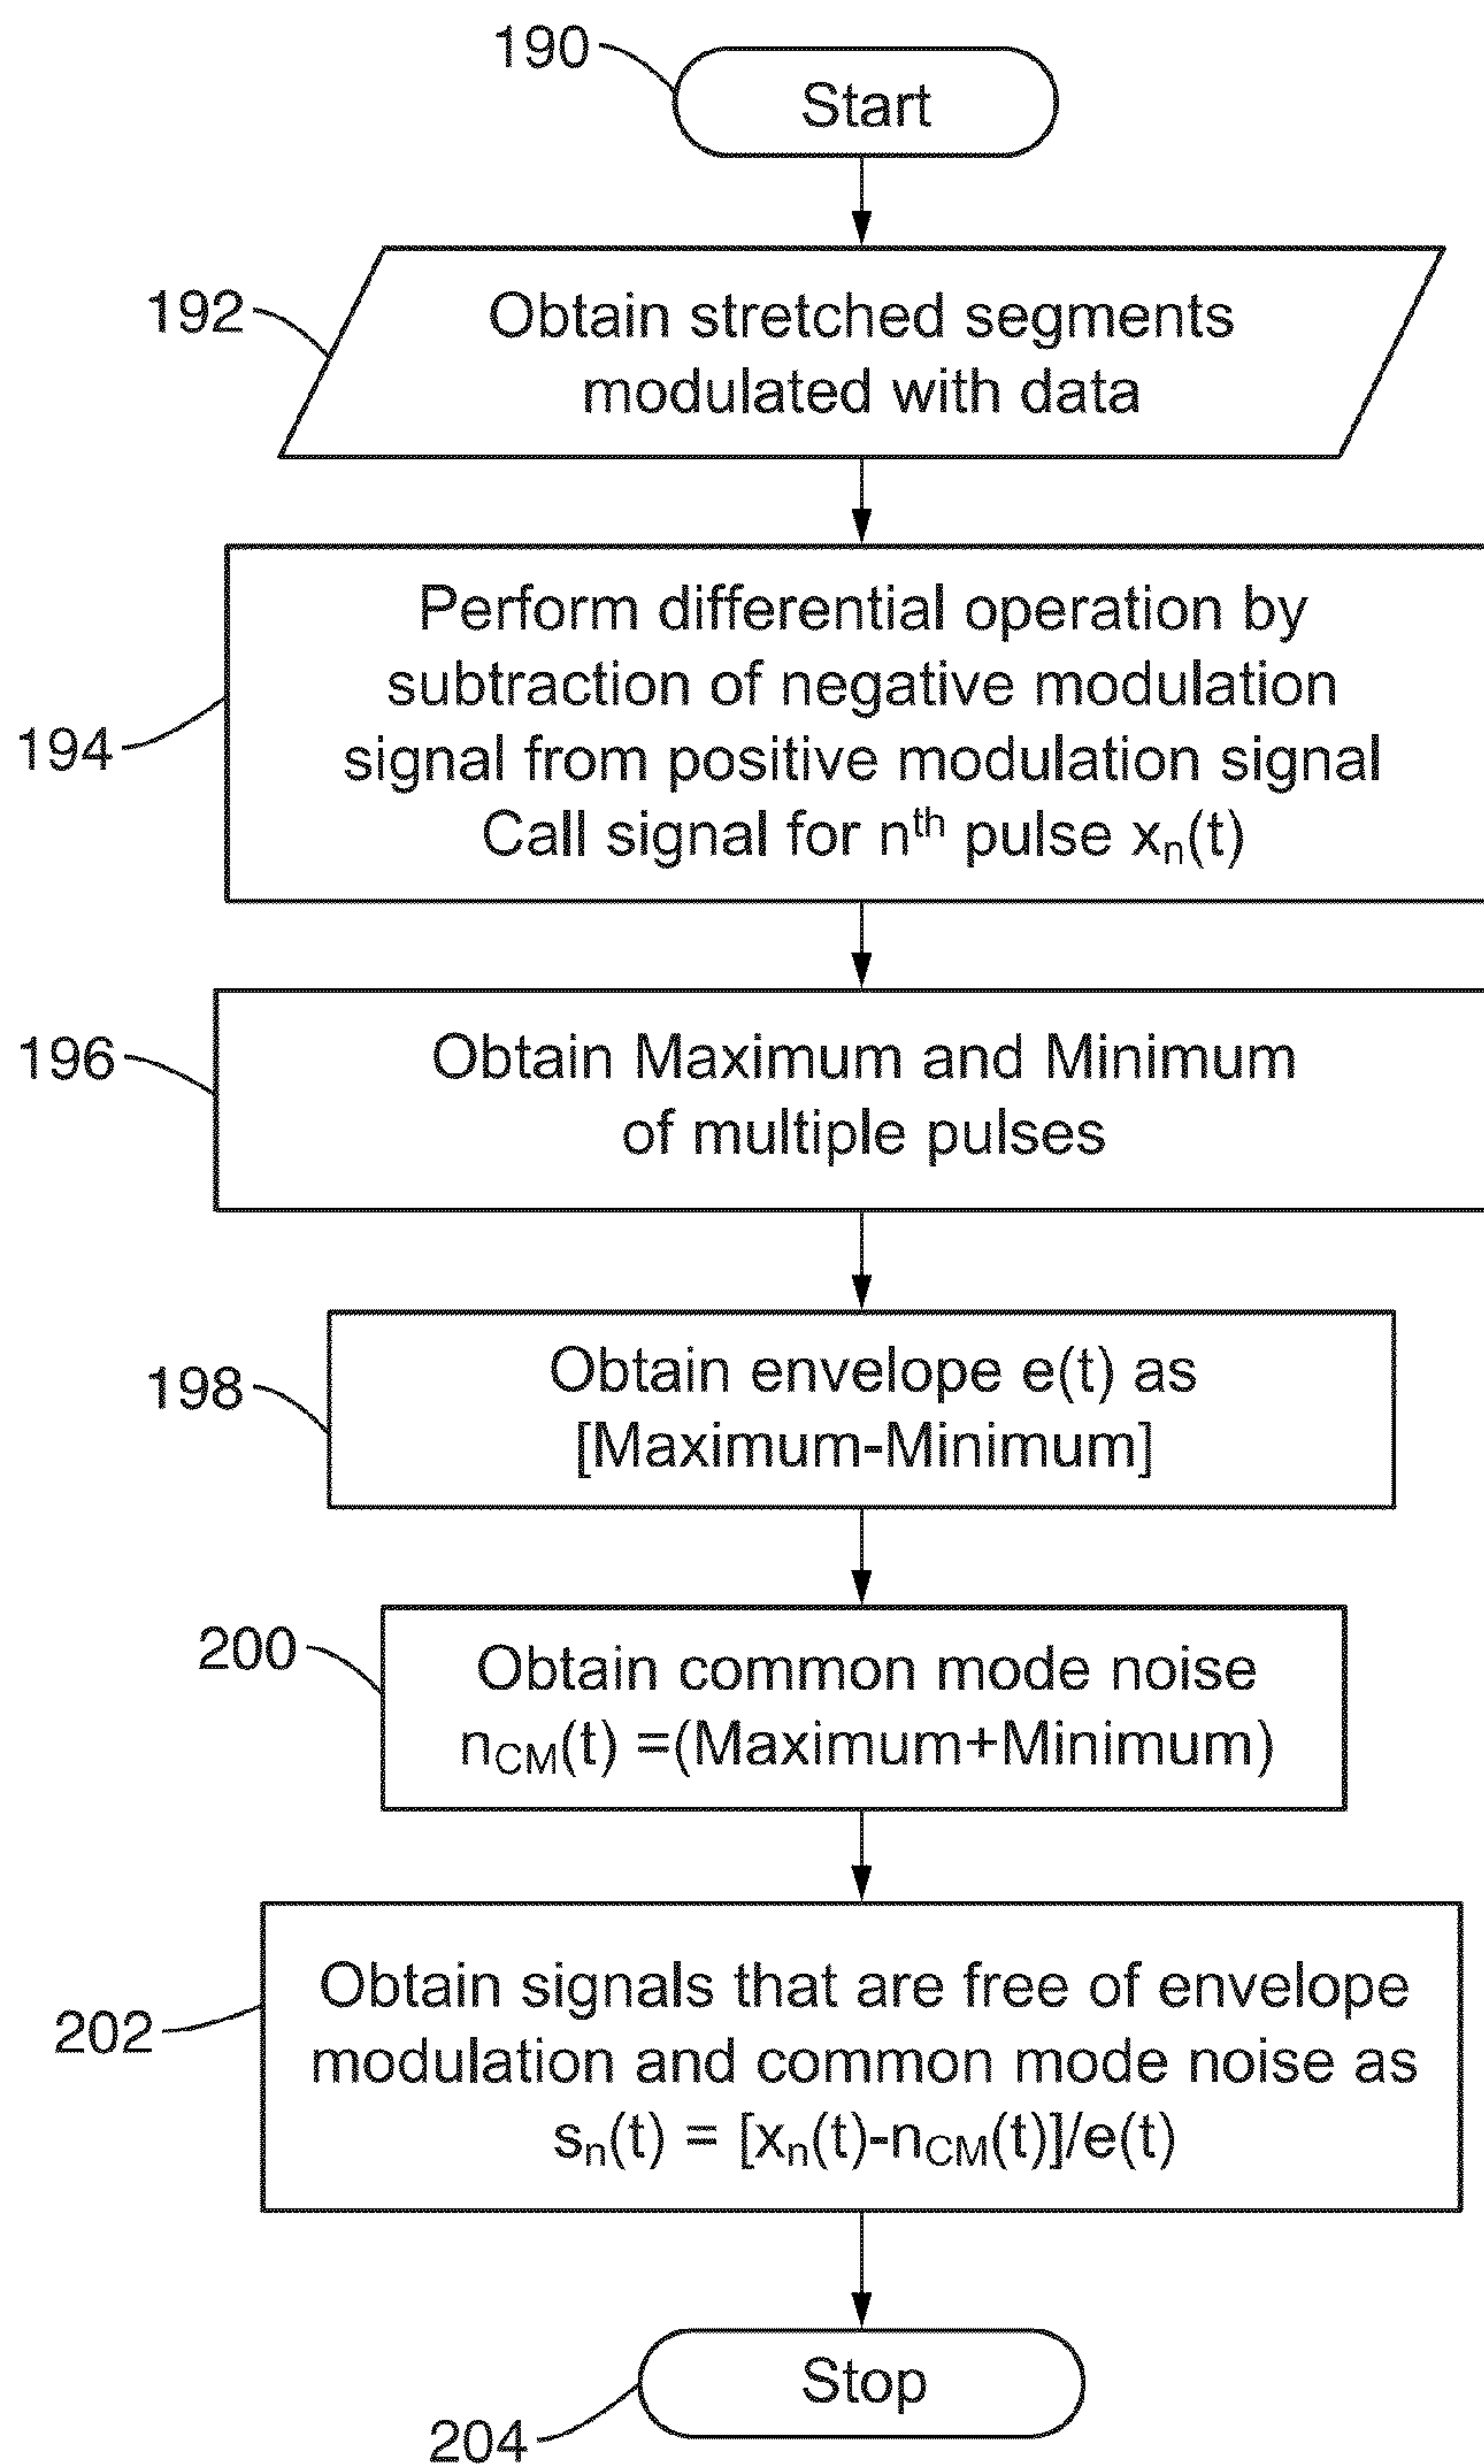 190
Start
192
Obtain stretched segments
modulated with data
194
Perform differential operation by
subtraction of negative modulation
signal from positive modulation signal
Call signal for nᵗʰ pulse xₙ(t)
196
Obtain Maximum and Minimum
of multiple pulses
198
Obtain envelope e(t) as
[Maximum-Minimum]
200
Obtain common mode noise
n_CM(t) =(Maximum+Minimum)
202
Obtain signals that are free of envelope
modulation and common mode noise as
sₙ(t) = [xₙ(t)-n_CM(t)]/e(t)
Stop
204